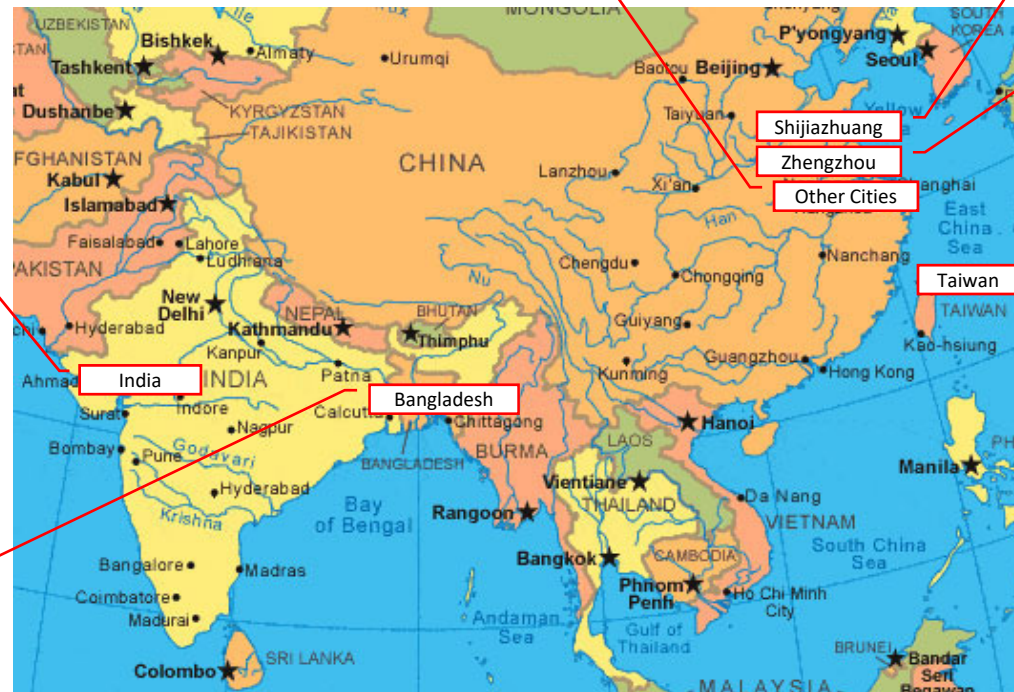 MONGOLIA
UZBEKISTAN
Ile
Bishkek
Almaty
Urumqi
Tashkent
P'yongyang
SOUTH
KOREA
Seoul
Baotou
Beijing
Dushanbe
KYRGYZSTAN
TAJIKISTAN
Taiyuan
Yellow
Shijiazhuang
Zhengzhou
Other Cities
CHINA
Lanzhou
Xi'an
Kabul
Islamabad
Han
East
China
Sea
Faisalabad
Lahore
Ludhiana
PAKISTAN
Nu
Chengdu
Chongqing
Nanchang
Taiwan
TAIWAN
New
Delhi
NEPAL
BHUTAN
Hyderabad
Kathmandu
Thimphu
Guiyang
Kao-hsiung
Kanpur
Patna
Kunming
Guangzhou
Hong Kong
India
INDIA
Bangladesh
Indore
Surat
Chittagong
Hanoi
Nagpur
BURMA
LAOS
Bombay
Pune
Godavari
BANGLADESH
Manila
Vientiane
Hyderabad
THAILAND
Da Nang
Krishna
Bay
of Bengal
Rangoon
VIETNAM
South China
Sea
Bangalore
Madras
Bangkok
CAMBODIA
Phnom
Penh
Coimbatore
Ho Chi Minh
City
Madurai
Andaman
Sea
Gulf of
Thailand
Colombo
SRI LANKA
BRUNEI
Bandar
Seri
Begawan
MALAYSIA